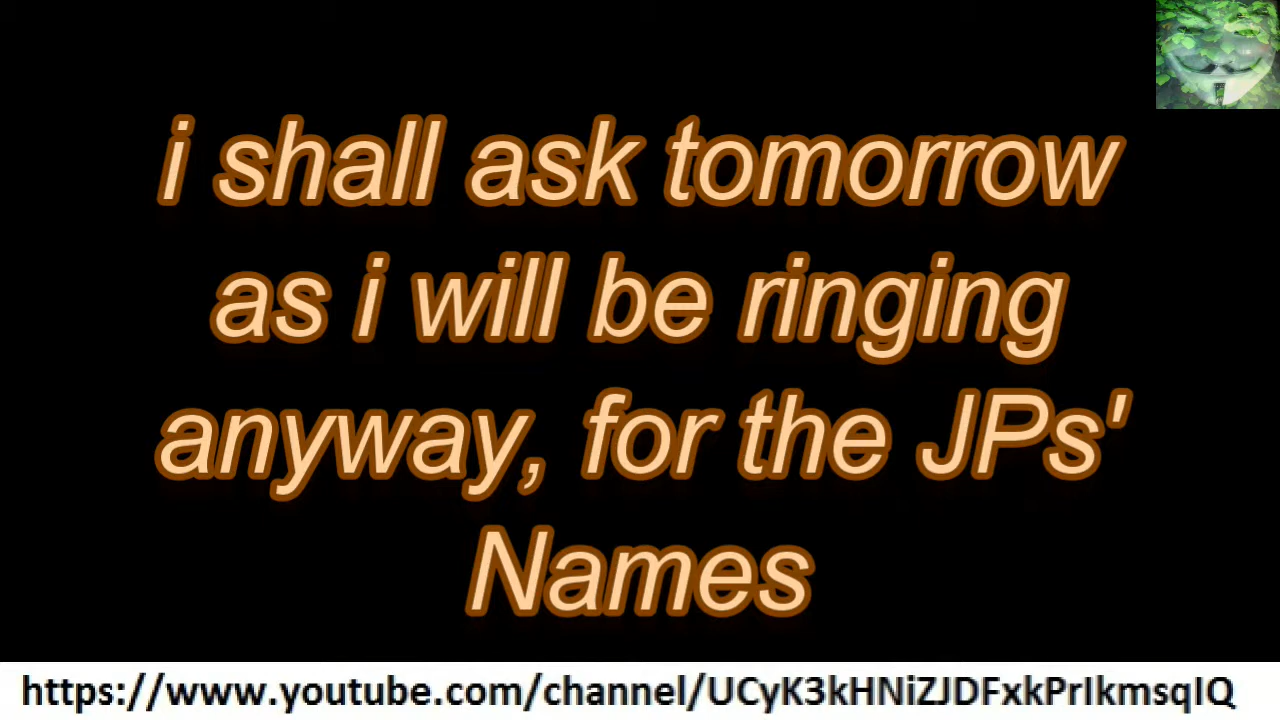 i shall ask tomorrow
as i will be ringing
anyway, for the JPs'
Names
https://www.youtube.com/channel/UCyK3kHNiZJDFxkPrIkmsqIQ